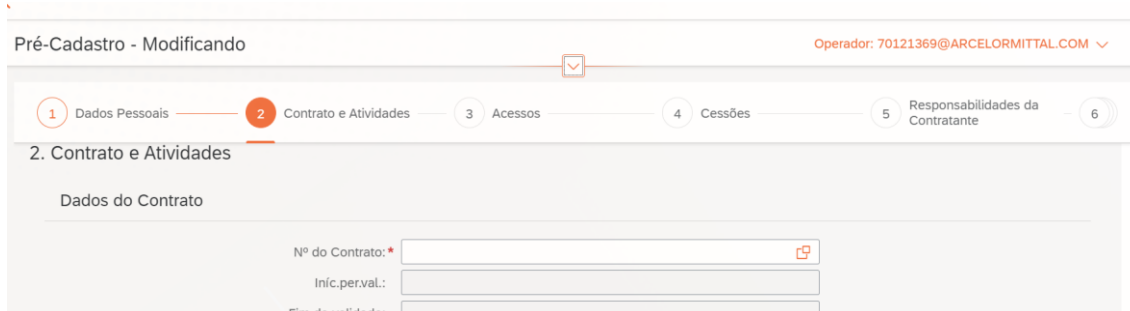 Pré-Cadastro - Modificando
Operador: 70121369@ARCELORMITTAL.COM
1 Dados Pessoais
2 Contrato e Atividades
3 Acessos
4 Cessões
5 Responsabilidades da
Contratante
6
2. Contrato e Atividades
Dados do Contrato
Nº do Contrato:*
Iníc.per.val.: